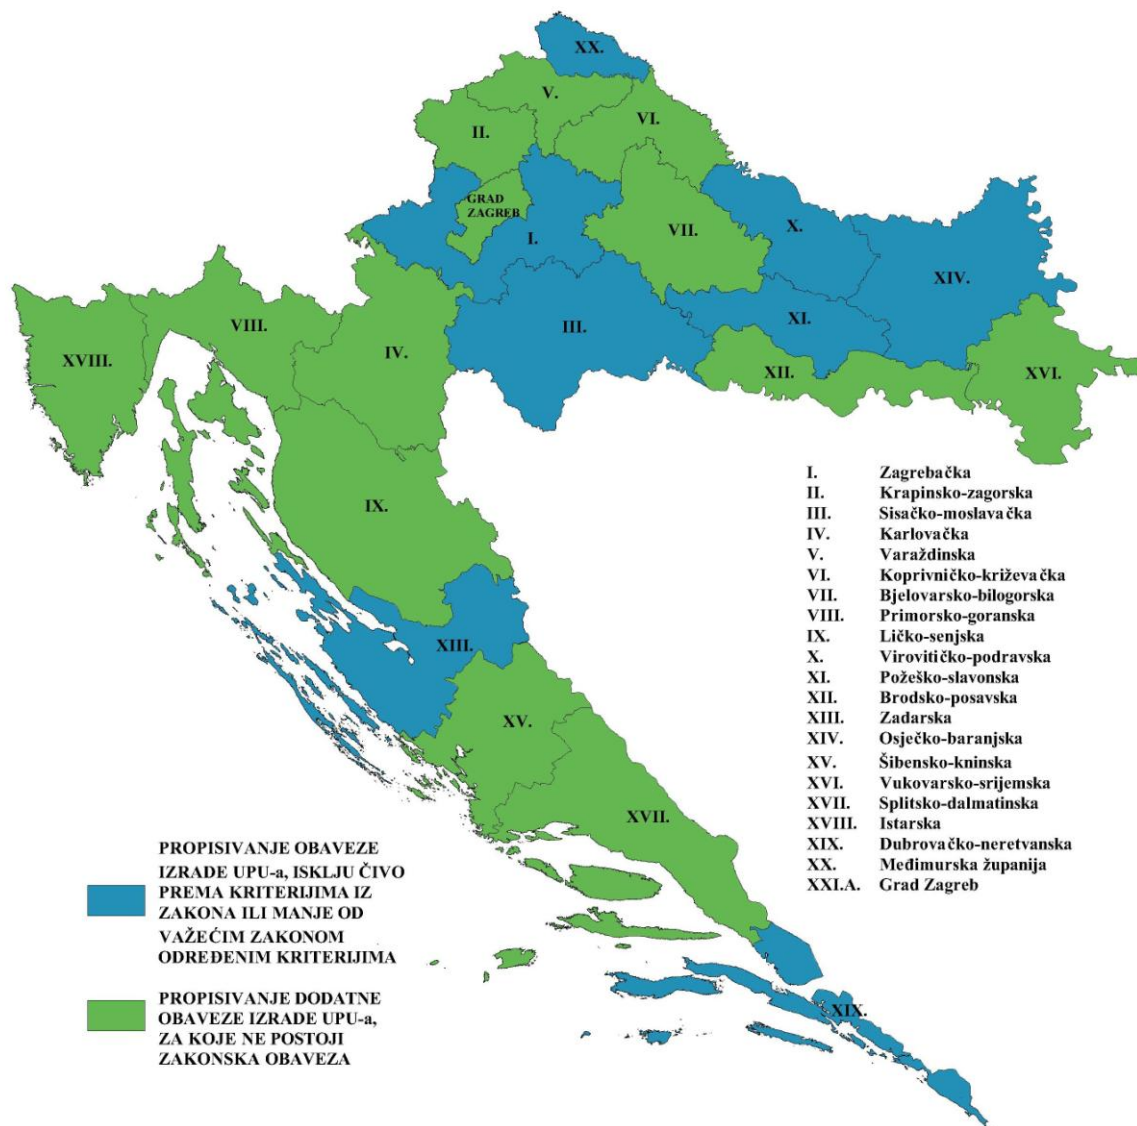 XX.
V.
VI.
II.
GRAD
ZAGREB
I.
VII.
X.
XIV.
III.
XI.
XVIII.
VIII.
IV.
XII.
XVI.
IX.
XIII.
XV.
XVII.
XIX.
I. Zagrebačka
II. Krapinsko-zagorska
III. Sisačko-moslavačka
IV. Karlovačka
V. Varaždinska
VI. Koprivničko-križevačka
VII. Bjelovarsko-bilogorska
VIII. Primorsko-goranska
IX. Ličko-senjska
X. Virovitičko-podravska
XI. Požeško-slavonska
XII. Brodsko-posavska
XIII. Zadarska
XIV. Osječko-baranjska
XV. Šibensko-kninska
XVI. Vukovarsko-srijemska
XVII. Splitsko-dalmatinska
XVIII. Istarska
XIX. Dubrovačko-neretvanska
XX. Međimurska županija
XXI.A. Grad Zagreb
PROPISIVANJE OBAVEZE
IZRADE UPU-a, ISKLJU ČIVO
PREMA KRITERIJIMA IZ
ZAKONA ILI MANJE OD
VAŽEĆIM ZAKONOM
ODREĐENIM KRITERIJIMA
PROPISIVANJE DODATNE
OBAVEZE IZRADE UPU-a,
ZA KOJE NE POSTOJI
ZAKONSKA OBAVEZA